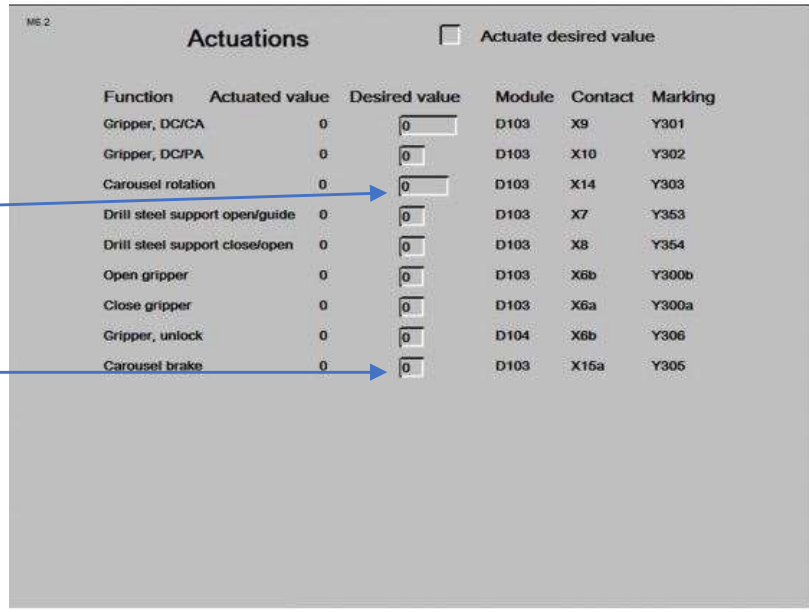 M6.2
Actuations Actuate desired value
Function Actuated value Desired value Module Contact Marking
Gripper, DC/CA 0 0 D103 X9 Y301
Gripper, DC/PA 0 0 D103 X10 Y302
Carousel rotation 0 0 D103 X14 Y303
Drill steel support open/guide 0 0 D103 X7 Y353
Drill steel support close/open 0 0 D103 X8 Y354
Open gripper 0 0 D103 X6b Y300b
Close gripper 0 0 D103 X6a Y300a
Gripper, unlock 0 0 D104 X6b Y306
Carousel brake 0 0 D103 X15a Y305